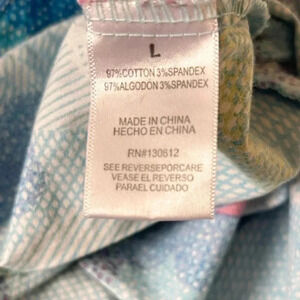 L
97%COTTON 3%SPANDEX
97%ALGODÓN 3%SPANDEX
MADE IN CHINA
HECHO EN CHINA
RN#130612
SEE REVERSEPORCARE
VEASE EL REVERSO
PARAEL CUIDADO